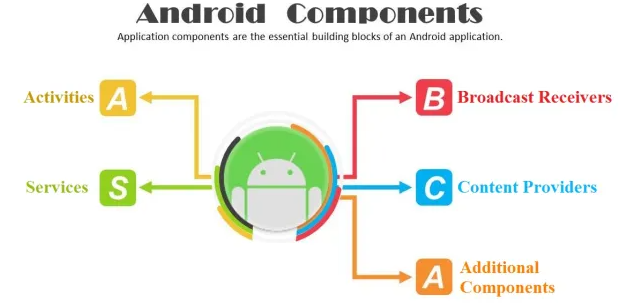 Android Components
Application components are the essential building blocks of an Android application.
Activities A
B Broadcast Receivers
Services S
C Content Providers
A Additional
Components